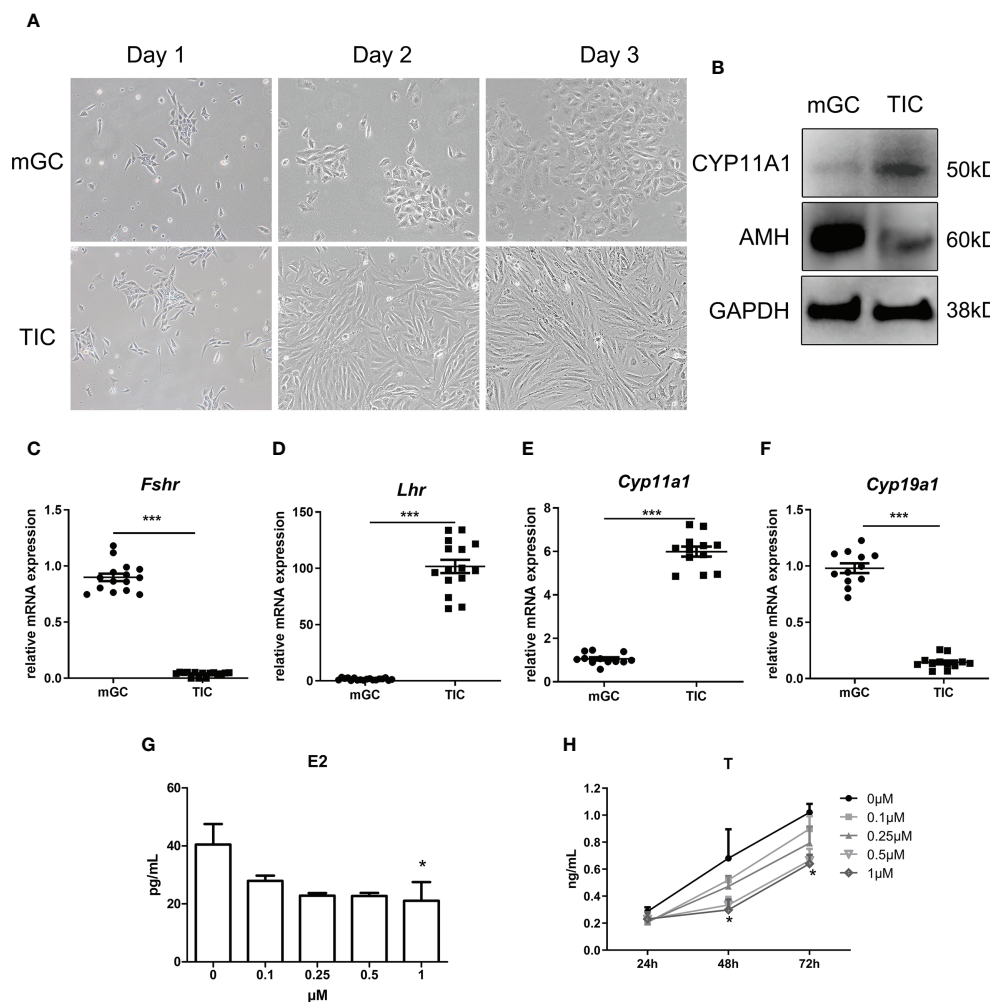 A
Day 1
Day 2
Day 3
mGC
TIC
B
mGC
TIC
CYP11A1
50kD
AMH
60kD
GAPDH
38kD
C
Fshr
relative mRNA expression
1.5
1.0
0.5
0.0
***
mGC
TIC
D
Lhr
relative mRNA expression
150
100
50
0
***
mGC
TIC
E
Cyp11a1
relative mRNA expression
8
6
4
2
0
***
mGC
TIC
F
Cyp19a1
relative mRNA expression
1.5
1.0
0.5
0.0
***
mGC
TIC
G
E2
pg/mL
60
40
20
0
*
0
0.1
0.25
0.5
1
µM
H
T
ng/mL
1.2
1.0
0.8
0.6
0.4
0.2
0.0
*
*
24h
48h
72h
0µM
0.1µM
0.25µM
0.5µM
1µM